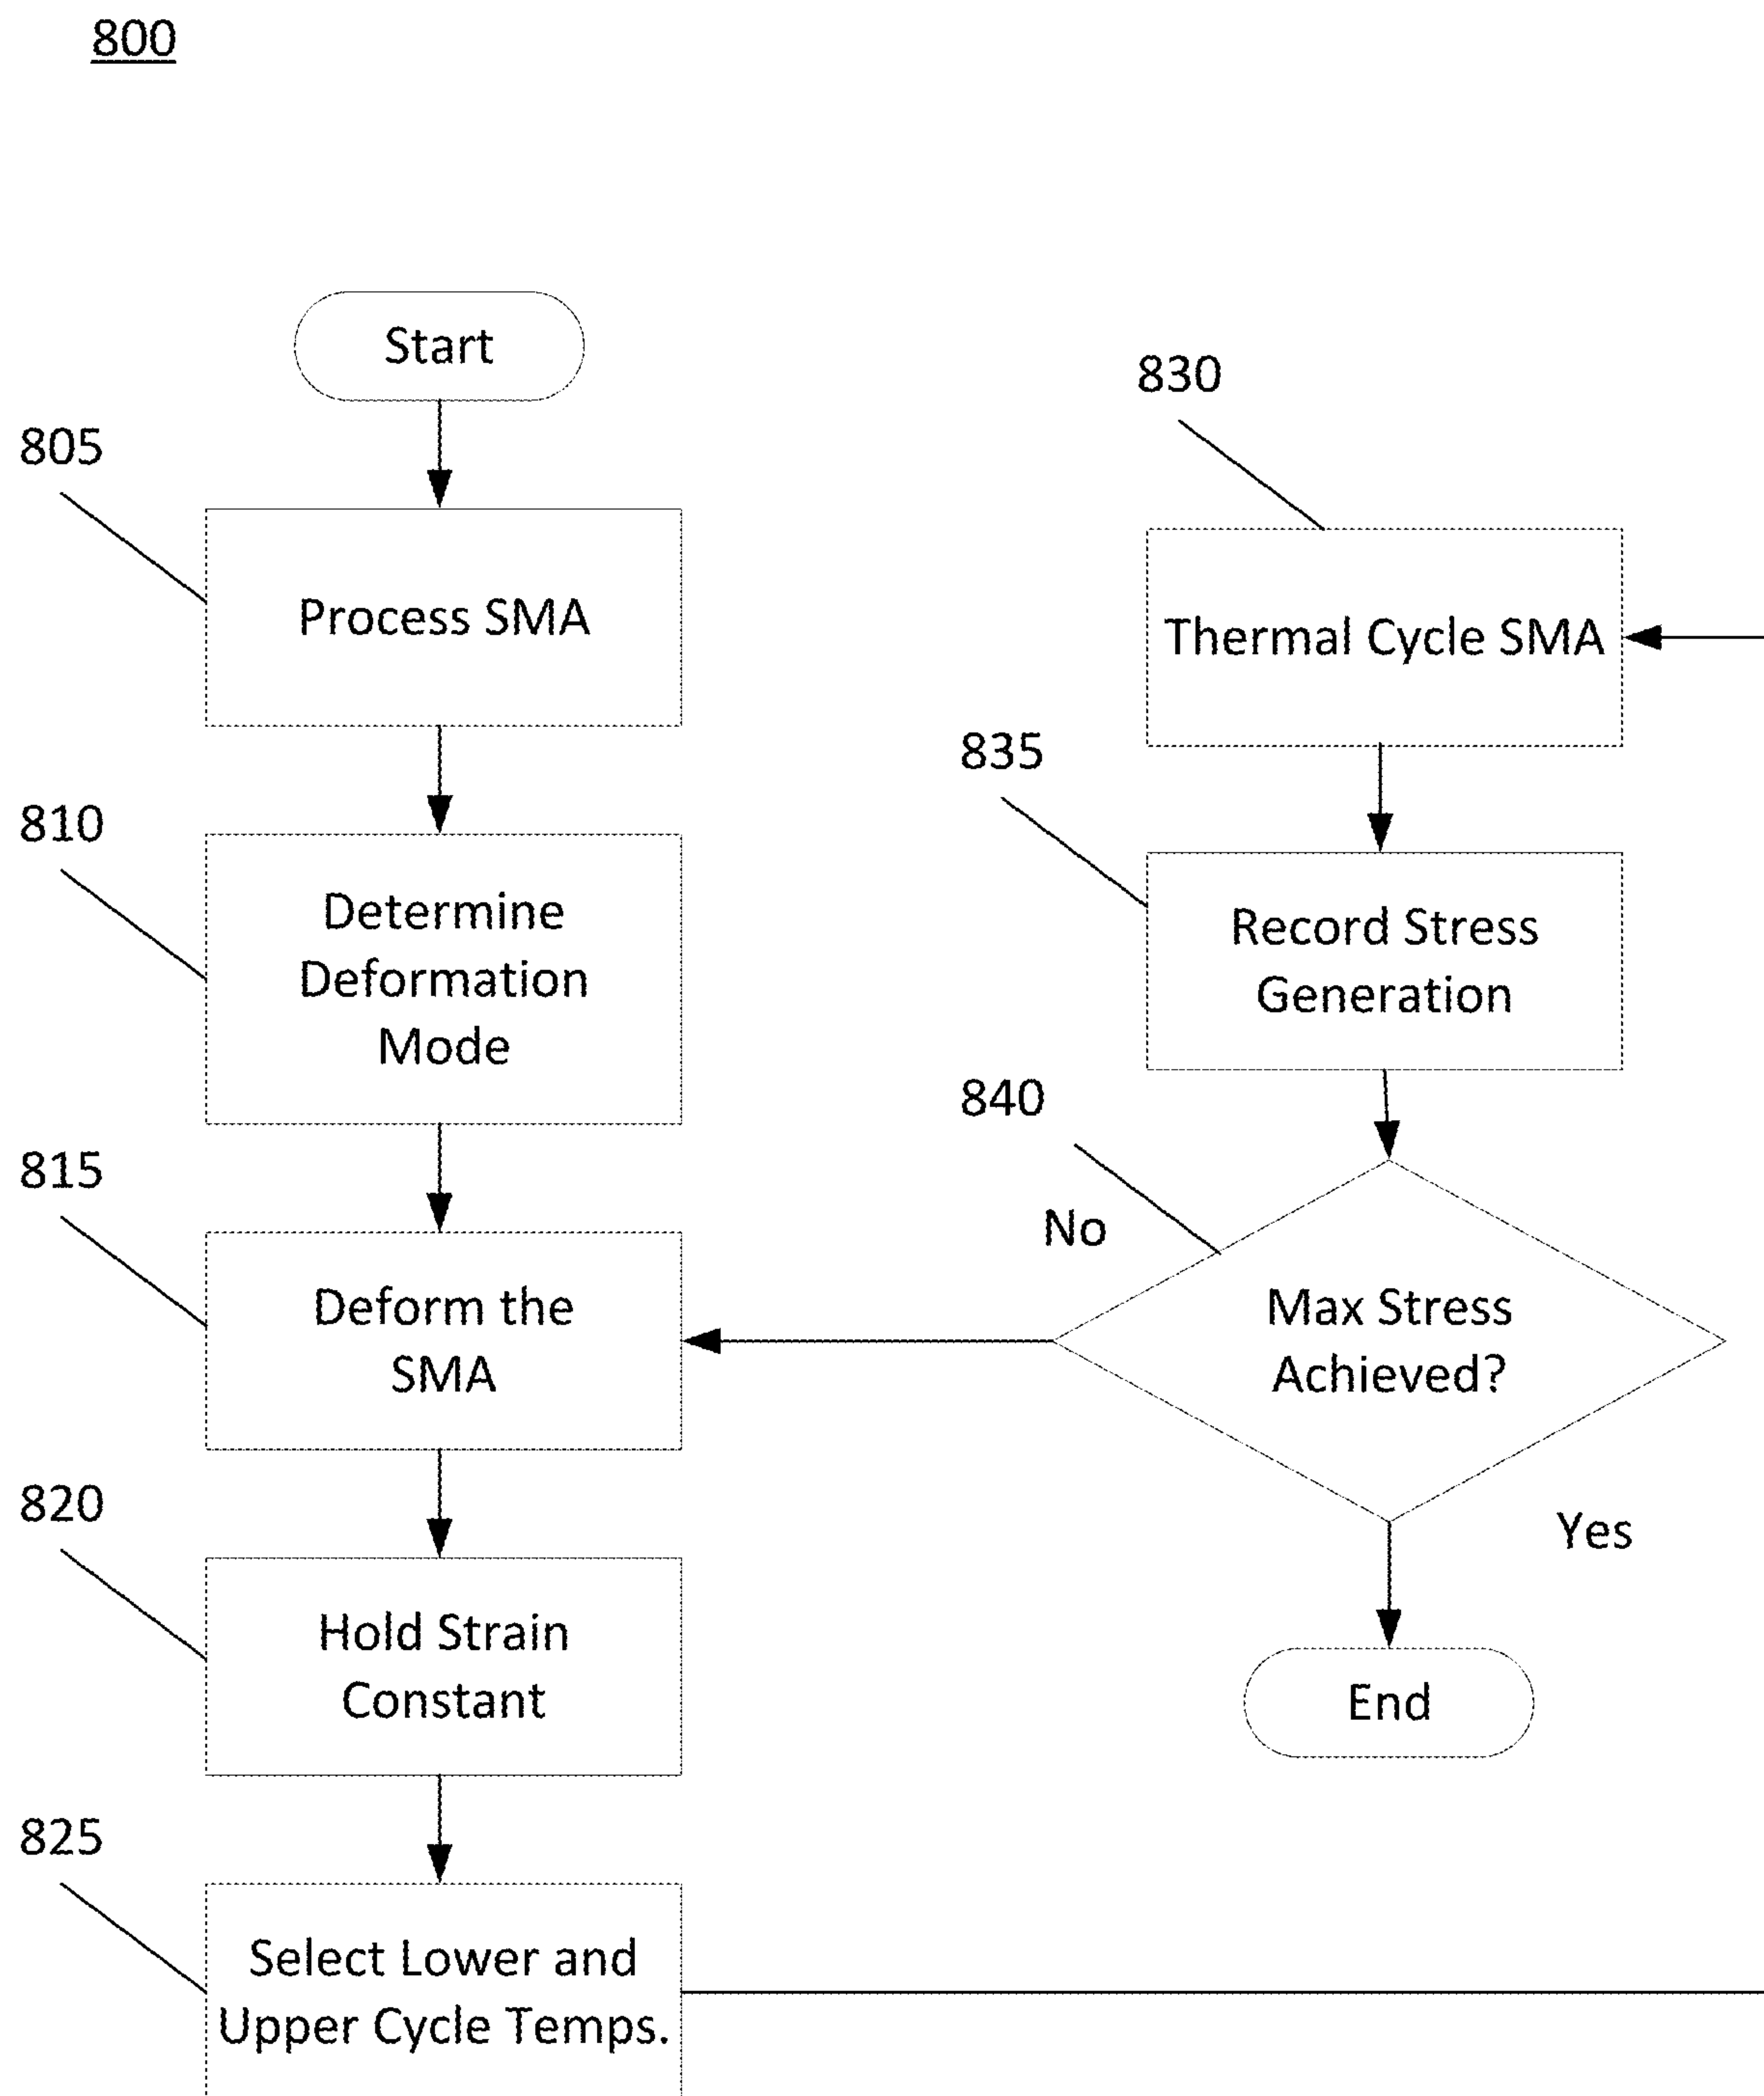 800
Start
805
Process SMA
810
Determine
Deformation
Mode
815
Deform the
SMA
820
Hold Strain
Constant
825
Select Lower and
Upper Cycle Temps.
830
Thermal Cycle SMA
835
Record Stress
Generation
840
No
Max Stress
Achieved?
Yes
End